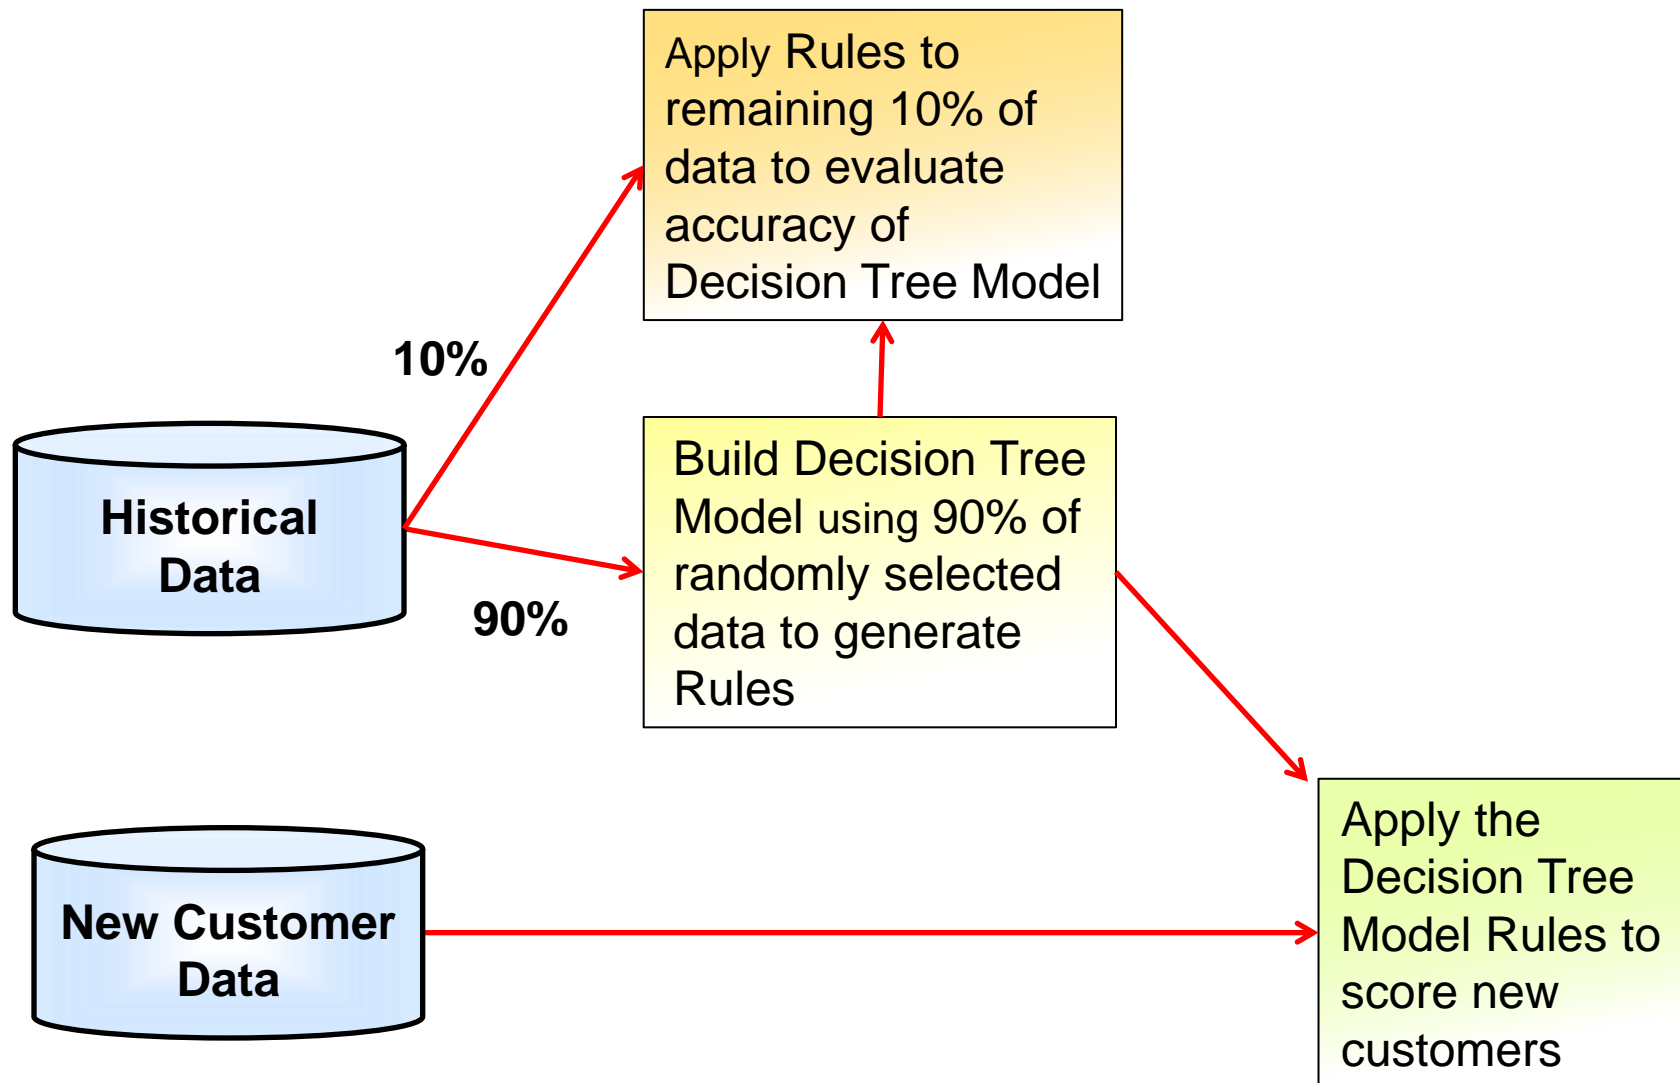 Apply Rules to
remaining 10% of
data to evaluate
accuracy of
Decision Tree Model
10%
Historical
Data
90%
Build Decision Tree
Model using 90% of
randomly selected
data to generate
Rules
New Customer
Data
Apply the
Decision Tree
Model Rules to
score new
customers